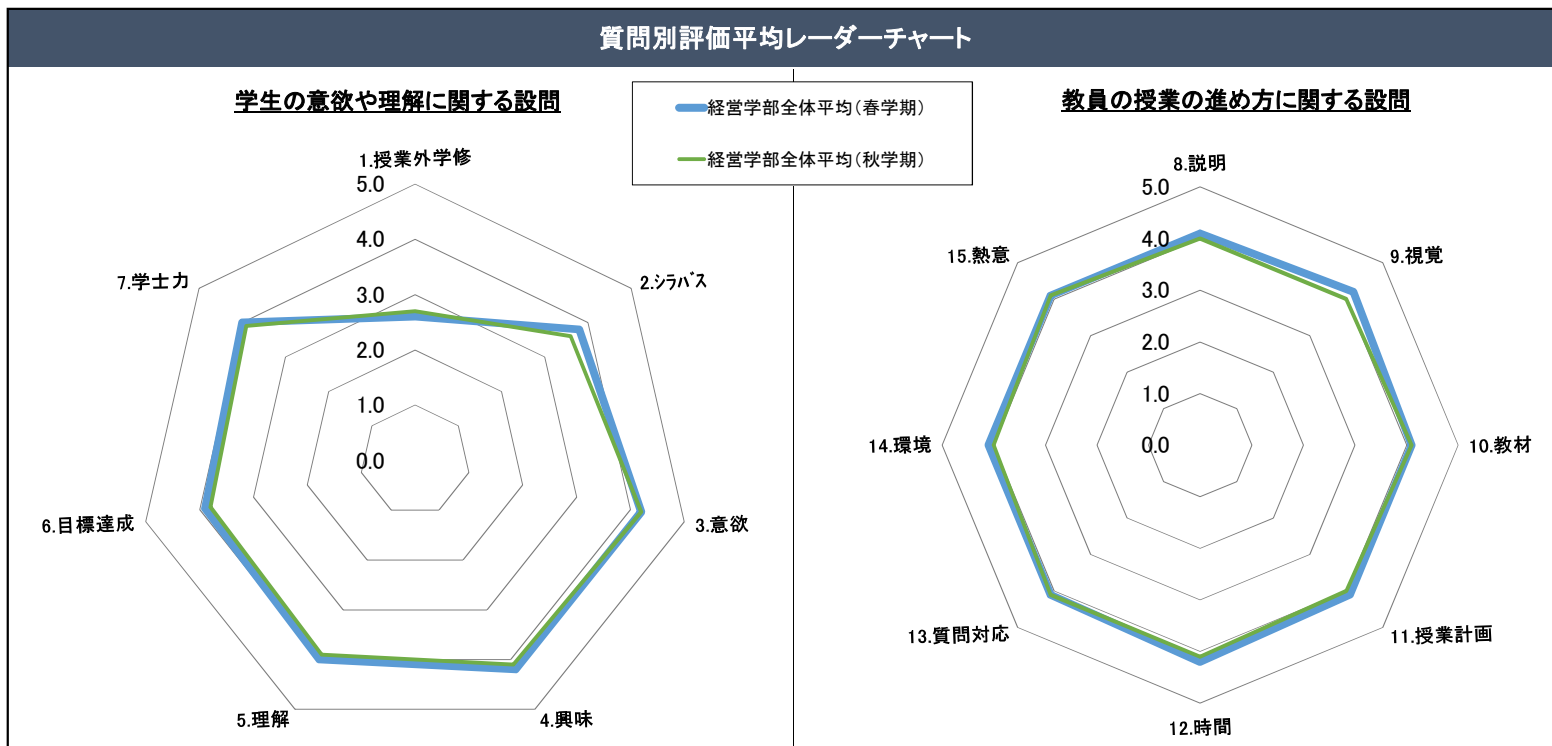 質問別評価平均レーダーチャート
学生の意欲や理解に関する設問
経営学部全体平均(春学期)
経営学部全体平均(秋学期)
教員の授業の進め方に関する設問
1.授業外学修
5.0
4.0
3.0
2.0
1.0
0.0
2.ｼﾗﾊﾞｽ
3.意欲
4.興味
5.理解
6.目標達成
7.学士力
8.説明
5.0
4.0
3.0
2.0
1.0
0.0
9.視覚
10.教材
11.授業計画
12.時間
13.質問対応
14.環境
15.熱意